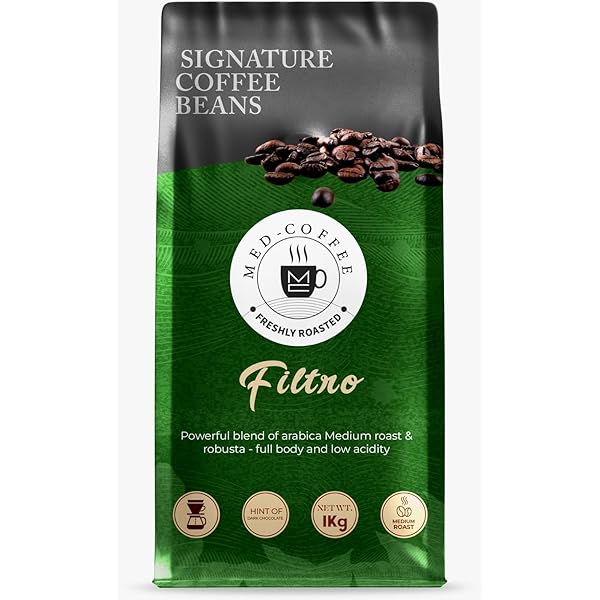 SIGNATURE
COFFEE
BEANS
MED-COFFEE
MC
• FRESHLY ROASTED •
Filtro
Powerful blend of arabica Medium roast &
robusta - full body and low acidity
HINT OF
DARK CHOCOLATE
NET WT.
1Kg
MEDIUM
ROAST